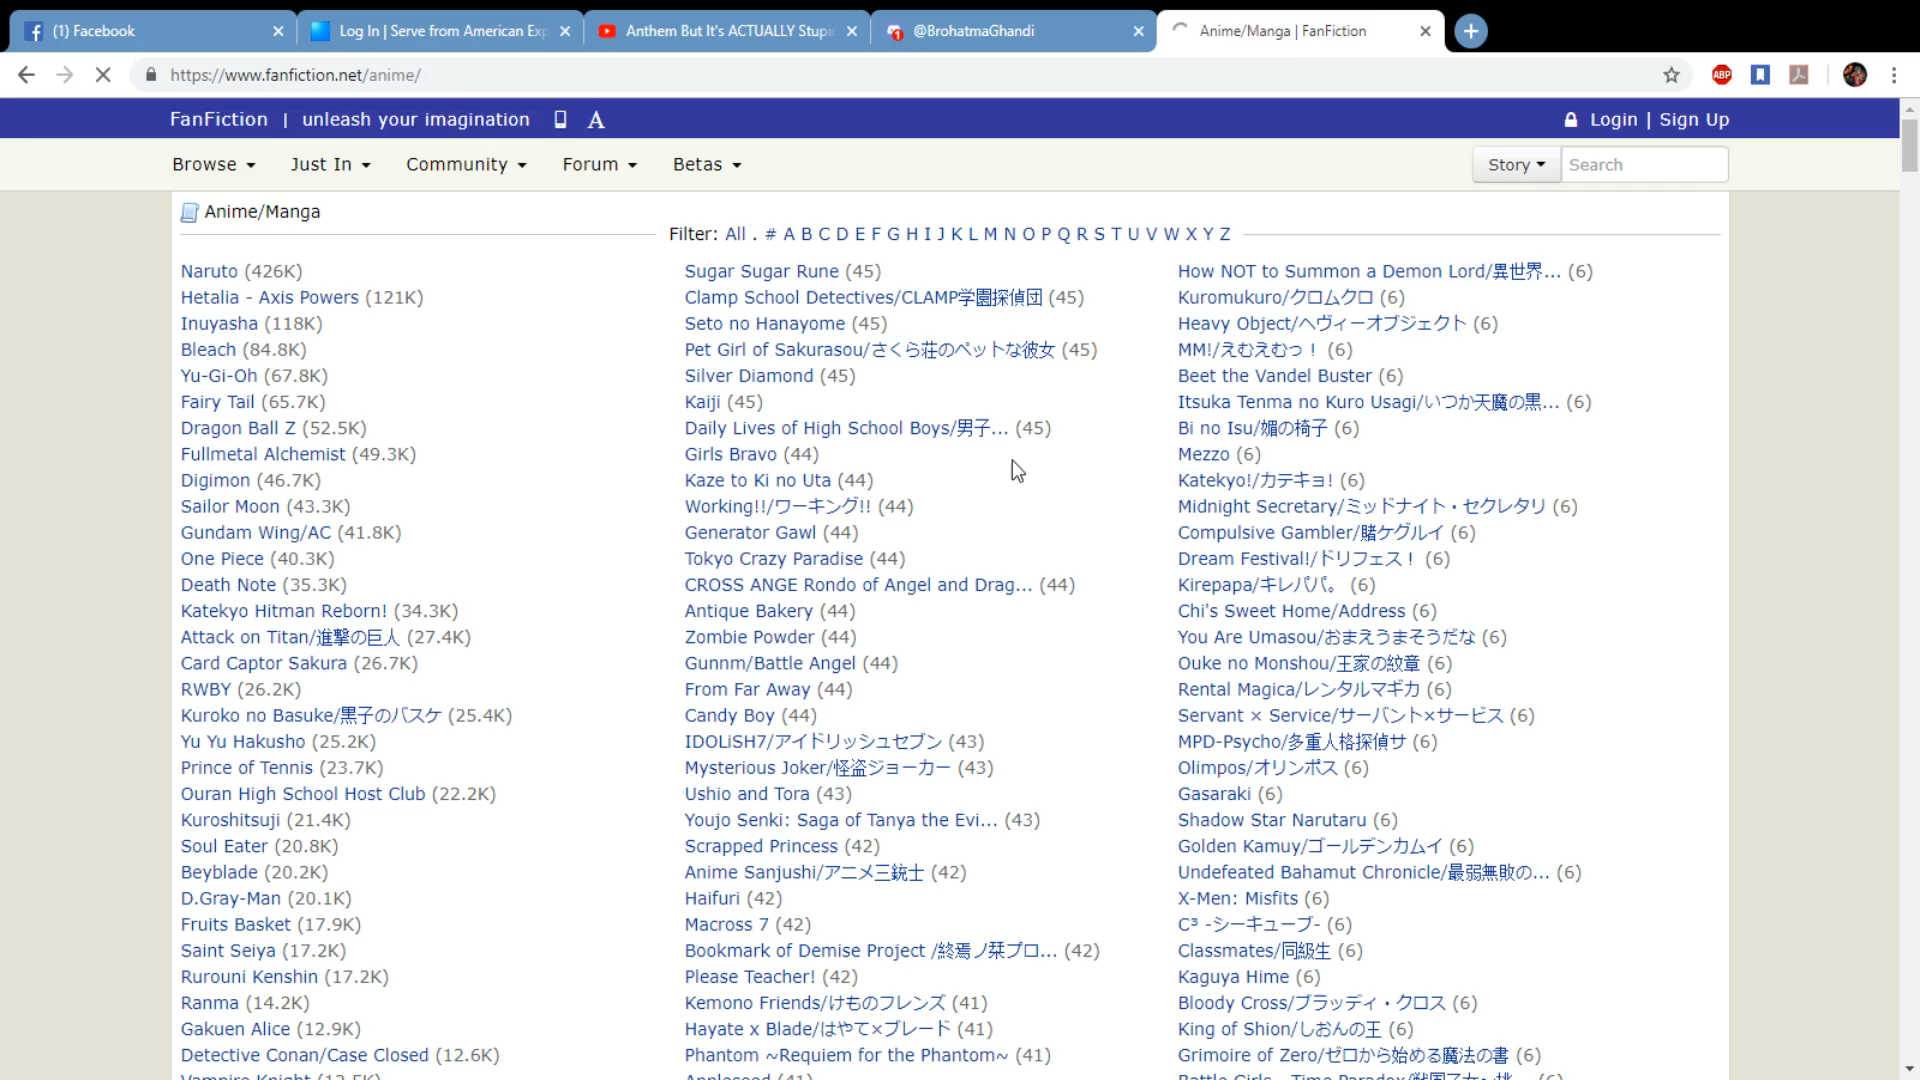 (1) Facebook
Log In | Serve from American Exp
Anthem But It's ACTUALLY Stupi
1
@BrohatmaGhandi
Anime/Manga | FanFiction
https://www.fanfiction.net/anime/
ABP
FanFiction | unleash your imagination A
Login | Sign Up
Browse Just In Community Forum Betas
Story Search
Anime/Manga
Filter: All . # A B C D E F G H I J K L M N O P Q R S T U V W X Y Z
Naruto (426K)
Hetalia - Axis Powers (121K)
Inuyasha (118K)
Bleach (84.8K)
Yu-Gi-Oh (67.8K)
Fairy Tail (65.7K)
Dragon Ball Z (52.5K)
Fullmetal Alchemist (49.3K)
Digimon (46.7K)
Sailor Moon (43.3K)
Gundam Wing/AC (41.8K)
One Piece (40.3K)
Death Note (35.3K)
Katekyo Hitman Reborn! (34.3K)
Attack on Titan/進撃の巨人 (27.4K)
Card Captor Sakura (26.7K)
RWBY (26.2K)
Kuroko no Basuke/黒子のバスケ (25.4K)
Yu Yu Hakusho (25.2K)
Prince of Tennis (23.7K)
Ouran High School Host Club (22.2K)
Kuroshitsuji (21.4K)
Soul Eater (20.8K)
Beyblade (20.2K)
D.Gray-Man (20.1K)
Fruits Basket (17.9K)
Saint Seiya (17.2K)
Rurouni Kenshin (17.2K)
Ranma (14.2K)
Gakuen Alice (12.9K)
Detective Conan/Case Closed (12.6K)
Vampire Knight (12.5K)
Sugar Sugar Rune (45)
Clamp School Detectives/CLAMP学園探偵団 (45)
Seto no Hanayome (45)
Pet Girl of Sakurasou/さくら荘のペットな彼女 (45)
Silver Diamond (45)
Kaiji (45)
Daily Lives of High School Boys/男子... (45)
Girls Bravo (44)
Kaze to Ki no Uta (44)
Working!!/ワーキング!! (44)
Generator Gawl (44)
Tokyo Crazy Paradise (44)
CROSS ANGE Rondo of Angel and Drag... (44)
Antique Bakery (44)
Zombie Powder (44)
Gunnm/Battle Angel (44)
From Far Away (44)
Candy Boy (44)
IDOLiSH7/アイドリッシュセブン (43)
Mysterious Joker/怪盗ジョーカー (43)
Ushio and Tora (43)
Youjo Senki: Saga of Tanya the Evi... (43)
Scrapped Princess (42)
Anime Sanjushi/アニメ三銃士 (42)
Haifuri (42)
Macross 7 (42)
Bookmark of Demise Project /終焉ノ栞プロ... (42)
Please Teacher! (42)
Kemono Friends/けものフレンズ (41)
Hayate x Blade/はやて×ブレード (41)
Phantom ~Requiem for the Phantom~ (41)
Appleseed (41)
How NOT to Summon a Demon Lord/異世界... (6)
Kuromukuro/クロムクロ (6)
Heavy Object/ヘヴィーオブジェクト (6)
MM!/えむえむっ！ (6)
Beet the Vandel Buster (6)
Itsuka Tenma no Kuro Usagi/いつか天魔の黒... (6)
Bi no Isu/媚の椅子 (6)
Mezzo (6)
Katekyo!/カテキョ! (6)
Midnight Secretary/ミッドナイト・セクレタリ (6)
Compulsive Gambler/賭ケグルイ (6)
Dream Festival!/ドリフェス！ (6)
Kirepapa/キレパパ。 (6)
Chi's Sweet Home/Address (6)
You Are Umasou/おまえうまそうだな (6)
Ouke no Monshou/王家の紋章 (6)
Rental Magica/レンタルマギカ (6)
Servant × Service/サーバント×サービス (6)
MPD-Psycho/多重人格探偵サ (6)
Olimpos/オリンポス (6)
Gasaraki (6)
Shadow Star Narutaru (6)
Golden Kamuy/ゴールデンカムイ (6)
Undefeated Bahamut Chronicle/最弱無敗の... (6)
X-Men: Misfits (6)
C³ -シーキューブ- (6)
Classmates/同級生 (6)
Kaguya Hime (6)
Bloody Cross/ブラッディ・クロス (6)
King of Shion/しおんの王 (6)
Grimoire of Zero/ゼロから始める魔法の書 (6)